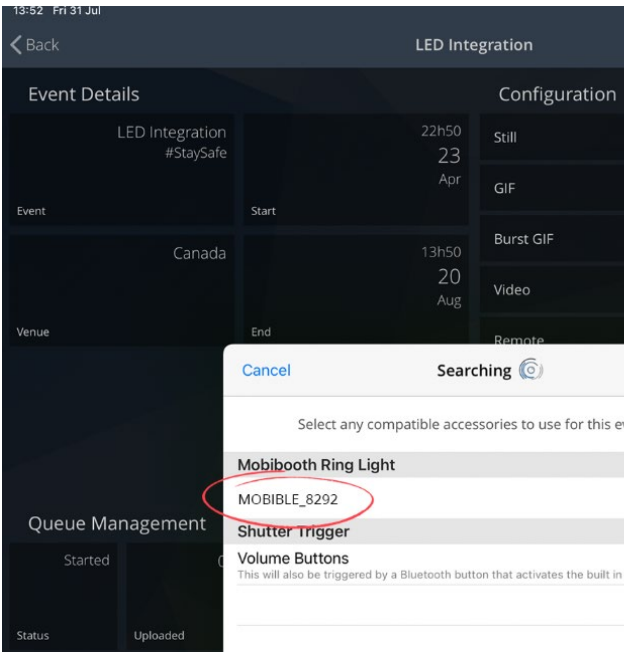 13:52 Fri 31 Jul
Back
LED Integration
Event Details
Configuration
LED Integration
#StaySafe
Event
22h50
23
Apr
Start
Still
GIF
Burst GIF
Video
Remote
Canada
Venue
13h50
20
Aug
End
Cancel
Searching
Select any compatible accessories to use for this
Mobibooth Ring Light
MOBIBLE_8292
Shutter Trigger
Volume Buttons
This will also be triggered by a Bluetooth button that activates the built in
Queue Management
Started
Status
Uploaded